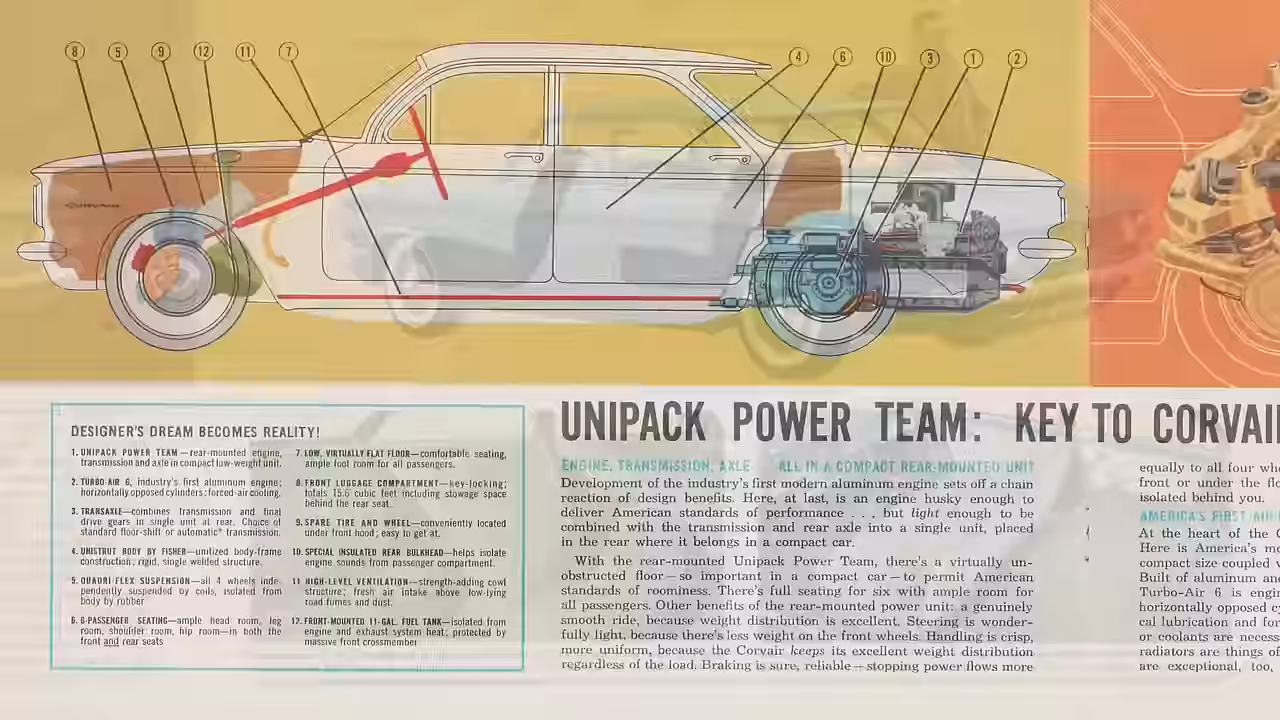 8 5 9 12 11 7 4 6 10 3 1 2
DESIGNER'S DREAM BECOMES REALITY!
1. UNIPACK POWER TEAM—rear-mounted engine,
transmission and axle in compact low-weight unit.
2. TURBO-AIR 6, industry's first aluminum engine;
horizontally opposed cylinders; forced-air cooling.
3. TRANSAXLE—combines transmission and final
drive gears in single unit at rear. Choice of
standard floor-shift or automatic* transmission.
4. UNISTRUT BODY BY FISHER—unitized body-frame
construction; rigid, single welded structure.
5. QUADRI-FLEX SUSPENSION—all 4 wheels inde-
pendently suspended by coils, isolated from
body by rubber
6. 6-PASSENGER SEATING—ample head room, leg
room, shoulder room, hip room—in both the
front and rear seats
7. LOW, VIRTUALLY FLAT FLOOR—comfortable seating,
ample foot room for all passengers.
8 FRONT LUGGAGE COMPARTMENT—key-locking;
totals 15.6 cubic feet including stowage space
behind the rear seat.
9. SPARE TIRE AND WHEEL—conveniently located
under front hood; easy to get at.
10. SPECIAL INSULATED REAR BULKHEAD—helps isolate
engine sounds from passenger compartment.
11 HIGH-LEVEL VENTILATION—strength-adding cowl
structure; fresh air intake above low-lying
road fumes and dust.
12. FRONT-MOUNTED 11-GAL. FUEL TANK—isolated from
engine and exhaust system heat; protected by
massive front crossmember
UNIPACK POWER TEAM: KEY TO CORVAI
ENGINE, TRANSMISSION, AXLE ALL IN A COMPACT REAR-MOUNTED UNIT
Development of the industry's first modern aluminum engine sets off a chain
reaction of design benefits. Here, at last, is an engine husky enough to
deliver American standards of performance . . . but light enough to be
combined with the transmission and rear axle into a single unit, placed
in the rear where it belongs in a compact car.
With the rear-mounted Unipack Power Team, there's a virtually un-
obstructed floor—so important in a compact car—to permit American
standards of roominess. There's full seating for six with ample room for
all passengers. Other benefits of the rear-mounted power unit: a genuinely
smooth ride, because weight distribution is excellent. Steering is wonder-
fully light, because there's less weight on the front wheels. Handling is crisp,
more uniform, because the Corvair keeps its excellent weight distribution
regardless of the load. Braking is sure, reliable—stopping power flows more
equally to all four whe
front or under the flo
isolated behind you.
AMERICA'S FIRST AIR
At the heart of the C
Here is America's mo
compact size coupled w
Built of aluminum an
Turbo-Air 6 is engin
horizontally opposed cy
cal lubrication and for
or coolants are necess
radiators are things of
are exceptional, too,